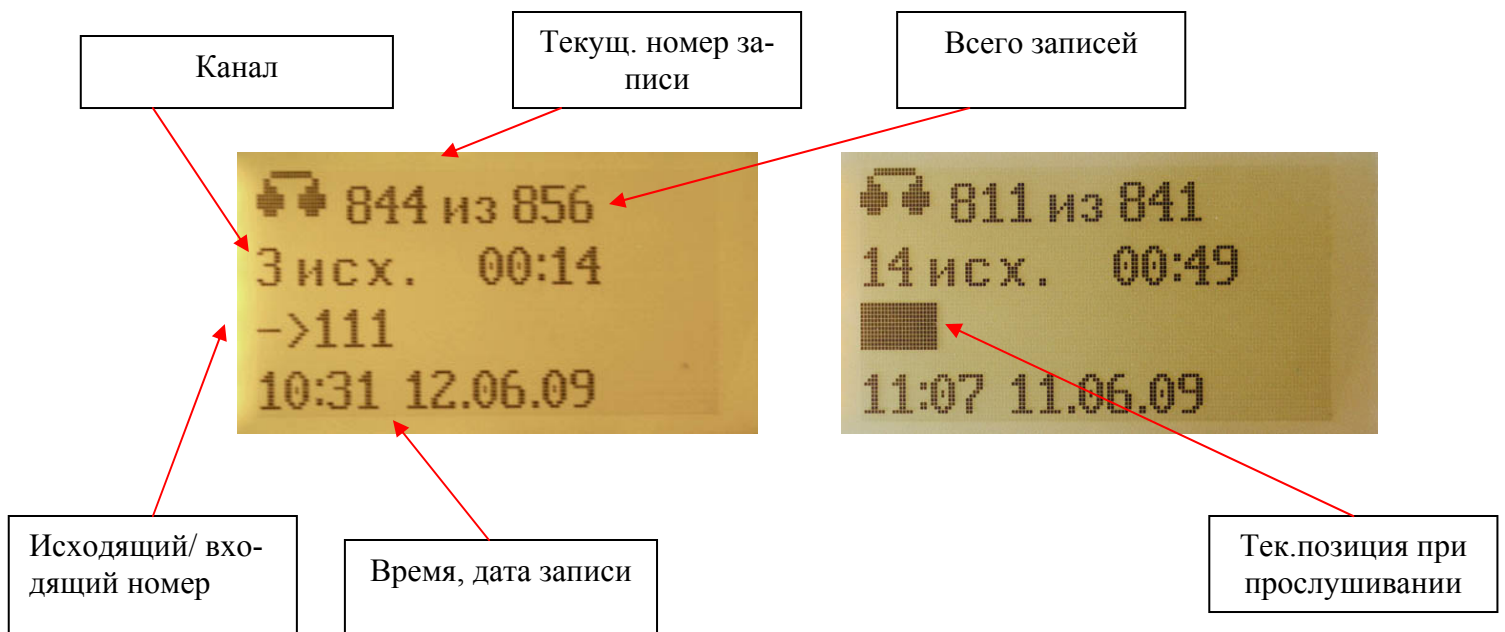 Канал
Текущ. номер за-
писи
Всего записей
844 из 856
3 исх. 00:14
->111
10:31 12.06.09
811 из 841
14 исх. 00:49
11:07 11.06.09
Исходящий/ вхо-
дящий номер
Время, дата записи
Тек.позиция при
прослушивании